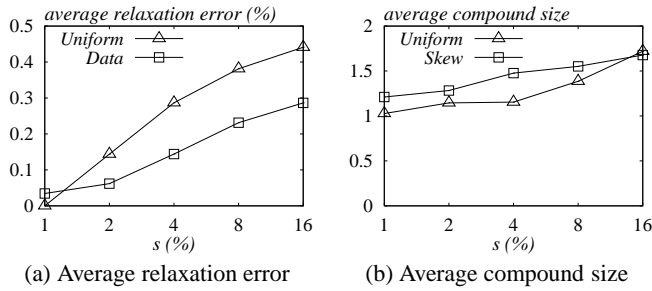 average relaxation error (%)
Uniform
Data
0.5
0.4
0.3
0.2
0.1
0
1 2 4 8 16
s (%)
(a) Average relaxation error
average compound size
Uniform
Skew
2
1.5
1
0.5
0
1 2 4 8 16
s (%)
(b) Average compound size